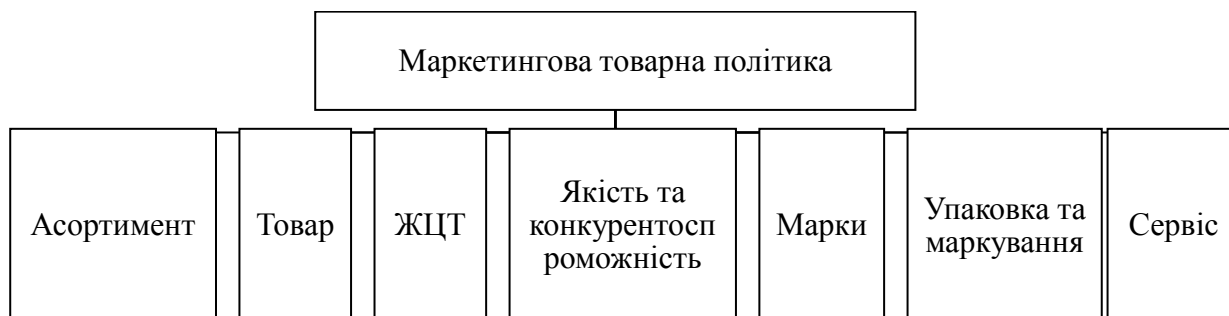 Маркетингова товарна політика
Асортимент
Товар
ЖЦТ
Якість та
конкурентосп
роможність
Марки
Упаковка та
маркування
Сервіс